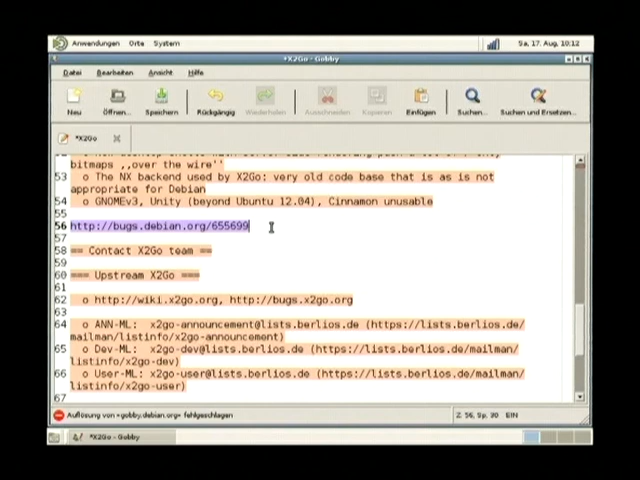 Anwendungen Orte System
Sa, 17. Aug, 10:12
*X2Go - Gobby
Datei Bearbeiten Ansicht Hilfe
Neu Öffnen... Speichern Rückgängig Wiederholen Ausschneiden Kopieren Einfügen Suchen... Suchen und Ersetzen...
*X2Go
bitmaps ,,over the wire''
53 o The NX backend used by X2Go: very old code base that is as is not
appropriate for Debian
54 o GNOMEv3, Unity (beyond Ubuntu 12.04), Cinnamon unusable
55
56 http://bugs.debian.org/655699
57
58 == Contact X2Go team ==
59
60 === Upstream X2Go ===
61
62 o http://wiki.x2go.org, http://bugs.x2go.org
63
64 o ANN-ML: x2go-announcement@lists.berlios.de (https://lists.berlios.de/
mailman/listinfo/x2go-announcement)
65 o Dev-ML: x2go-dev@lists.berlios.de (https://lists.berlios.de/mailman/
listinfo/x2go-dev)
66 o User-ML: x2go-user@lists.berlios.de (https://lists.berlios.de/mailman/
listinfo/x2go-user)
67
Auflösung von »gobby.debian.org« fehlgeschlagen
Z. 56, Sp. 30 EIN
*X2Go - Gobby